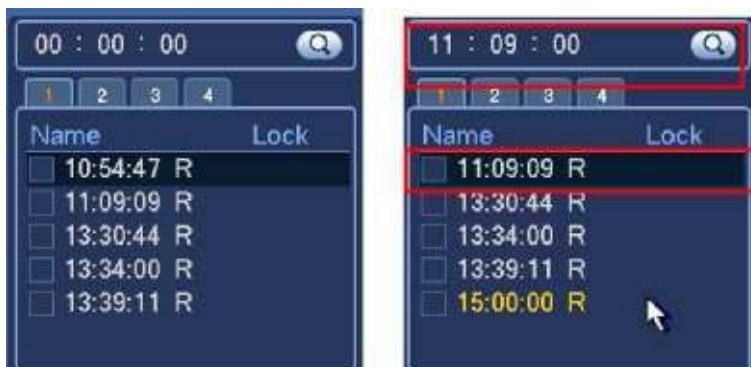 00 : 00 : 00
1 2 3 4
Name Lock
10:54:47 R
11:09:09 R
13:30:44 R
13:34:00 R
13:39:11 R
11 : 09 : 00
1 2 3 4
Name Lock
11:09:09 R
13:30:44 R
13:34:00 R
13:39:11 R
15:00:00 R